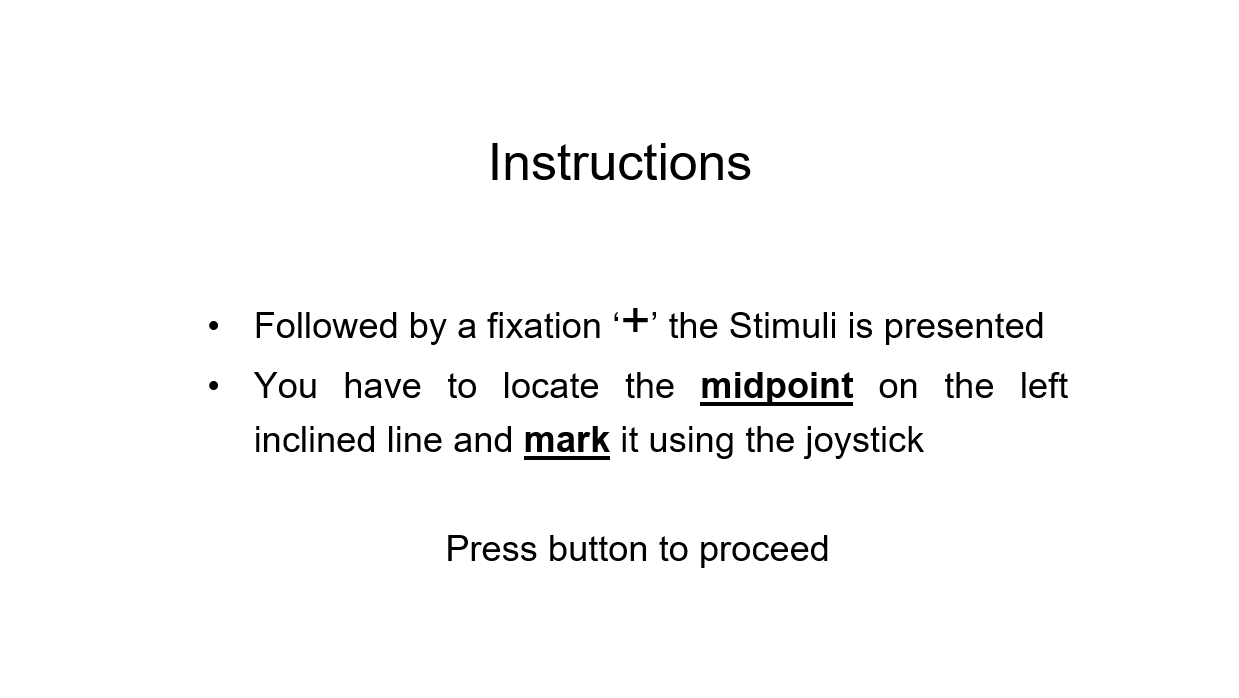 Instructions
• Followed by a fixation ‘+’ the Stimuli is presented
• You have to locate the midpoint on the left
inclined line and mark it using the joystick
Press button to proceed